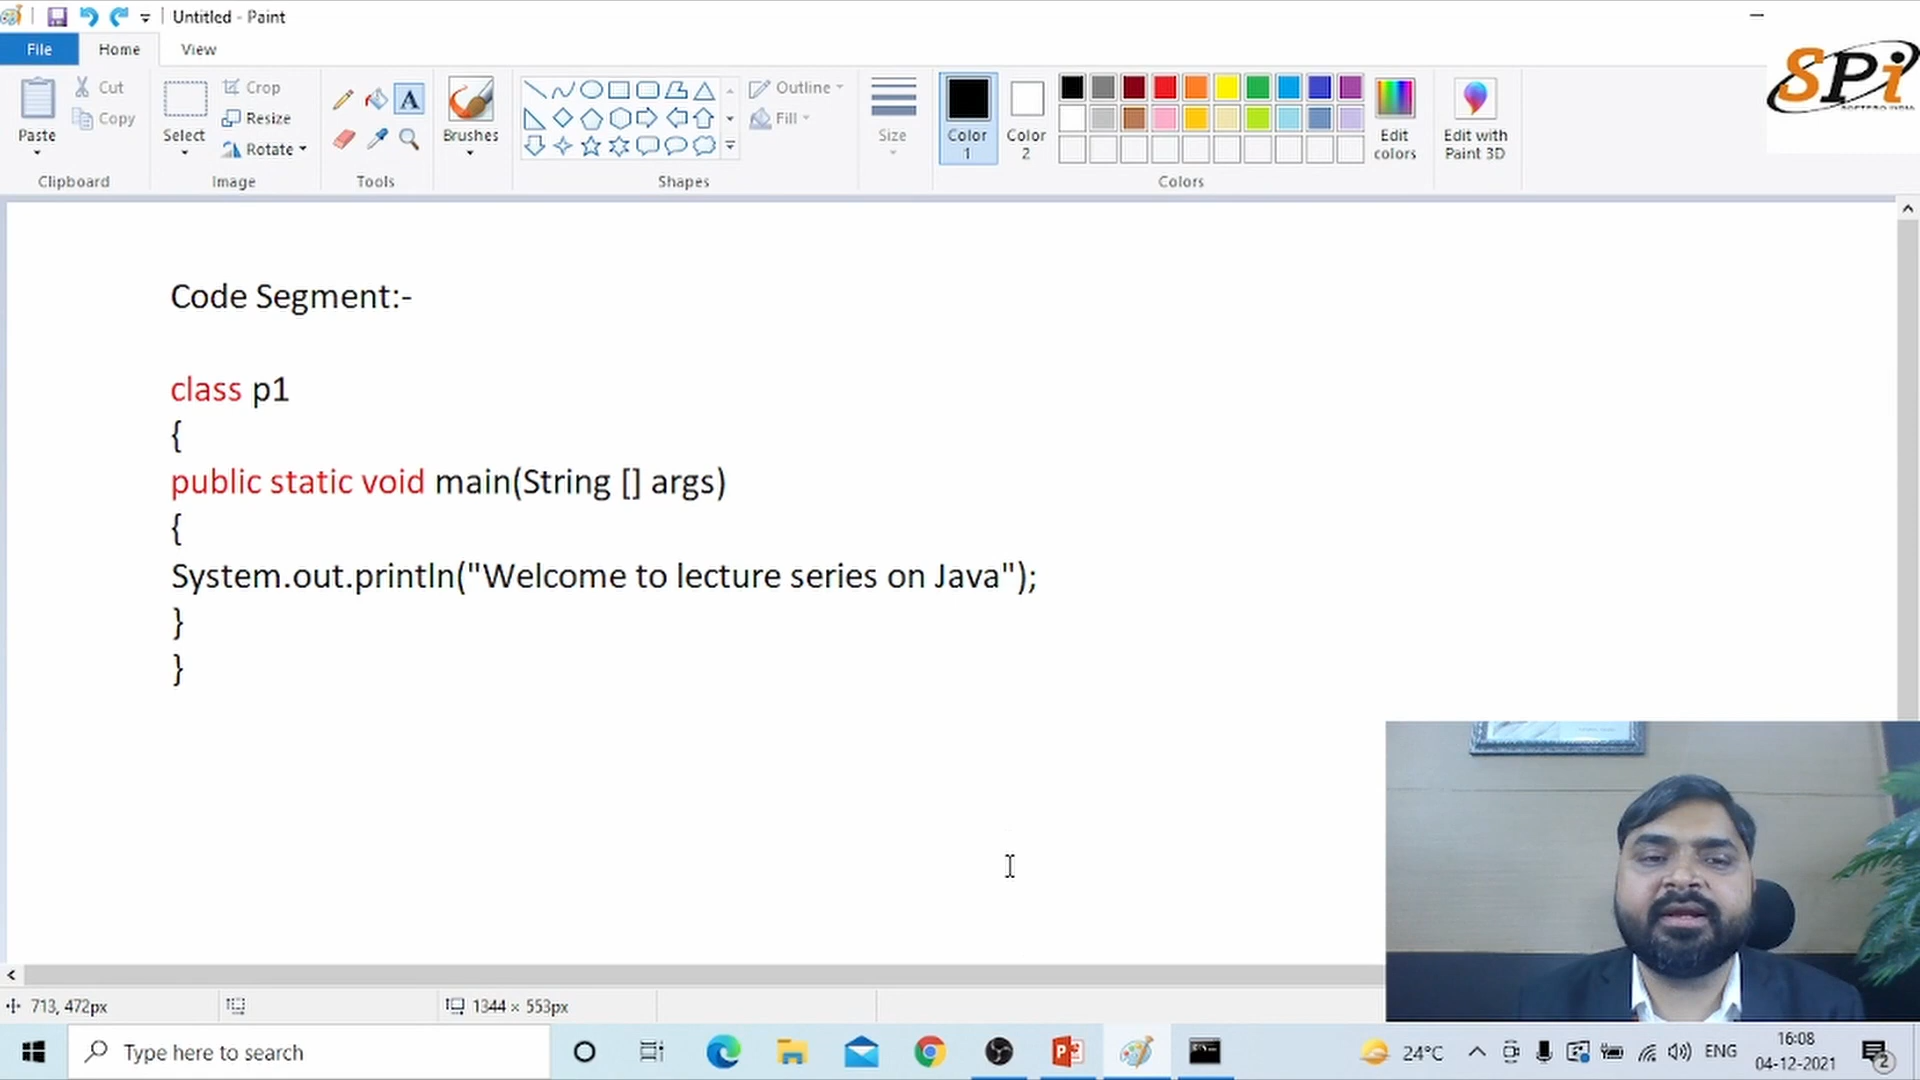 Untitled - Paint
File Home View
Paste
Cut
Copy
Clipboard
Select
Crop
Resize
Rotate
Image
Tools
Brushes
Shapes
Outline
Fill
Size
Color 1
Color 2
Colors
Edit colors
Edit with Paint 3D
SPi
Code Segment:-
class p1
{
public static void main(String [] args)
{
System.out.println("Welcome to lecture series on Java");
}
}
713, 472px
1344 × 553px
Type here to search
24°C
ENG
16:08
04-12-2021
2